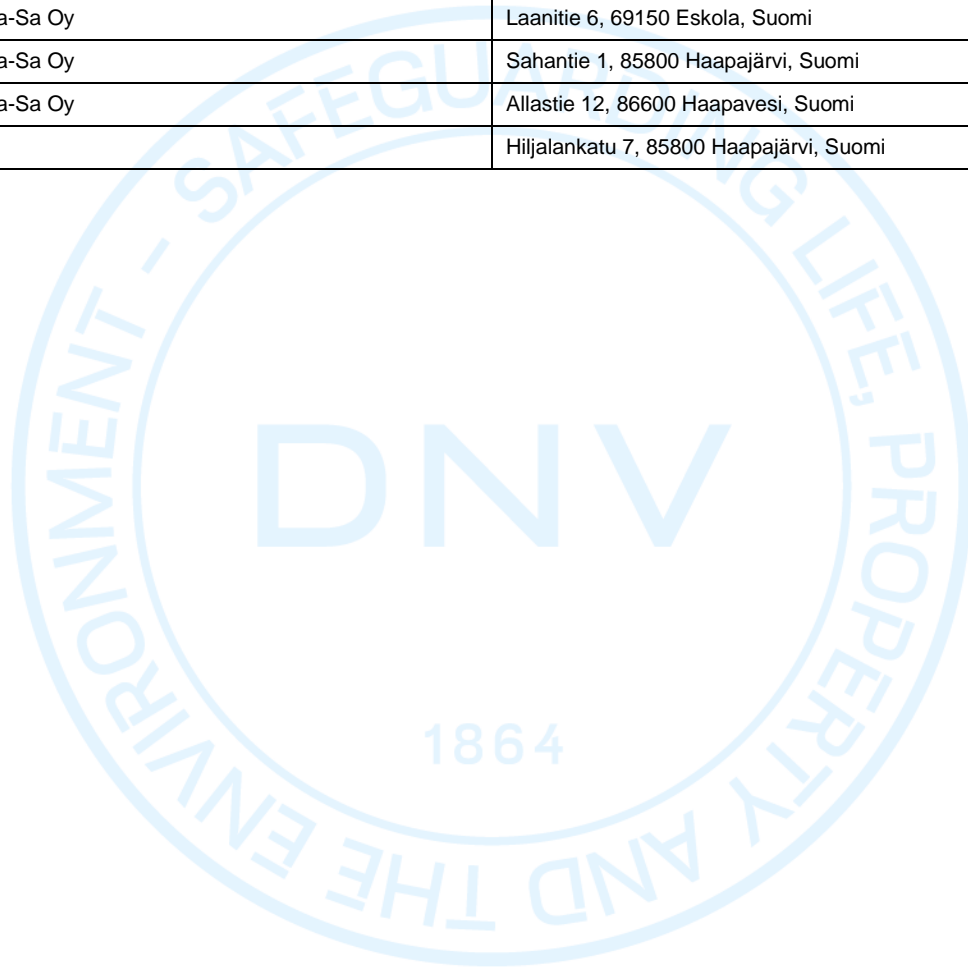 a-Sa Oy Laanitie 6, 69150 Eskola, Suomi
a-Sa Oy Sahantie 1, 85800 Haapajärvi, Suomi
a-Sa Oy Allastie 12, 86600 Haapavesi, Suomi
Hiljalankatu 7, 85800 Haapajärvi, Suomi
SAFEGUARDING LIFE, PROPERTY AND THE ENVIRONMENT -
DNV
1864